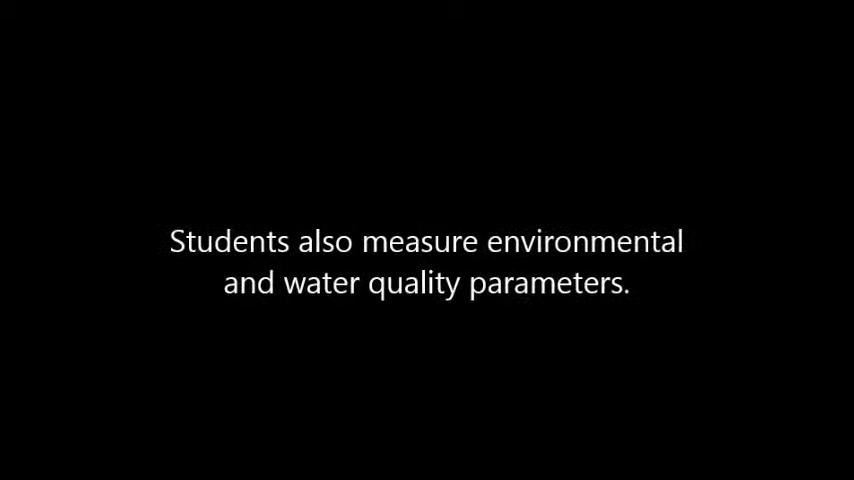 Students also measure environmental
and water quality parameters.